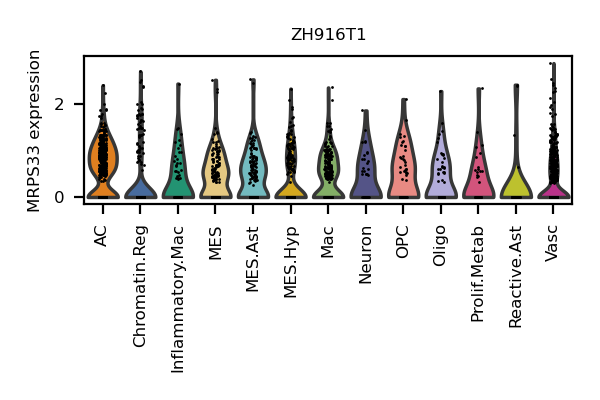 ZH916T1
MRPS33 expression
2
0
AC
Chromatin.Reg
Inflammatory.Mac
MES
MES.Ast
MES.Hyp
Mac
Neuron
OPC
Oligo
Prolif.Metab
Reactive.Ast
Vasc